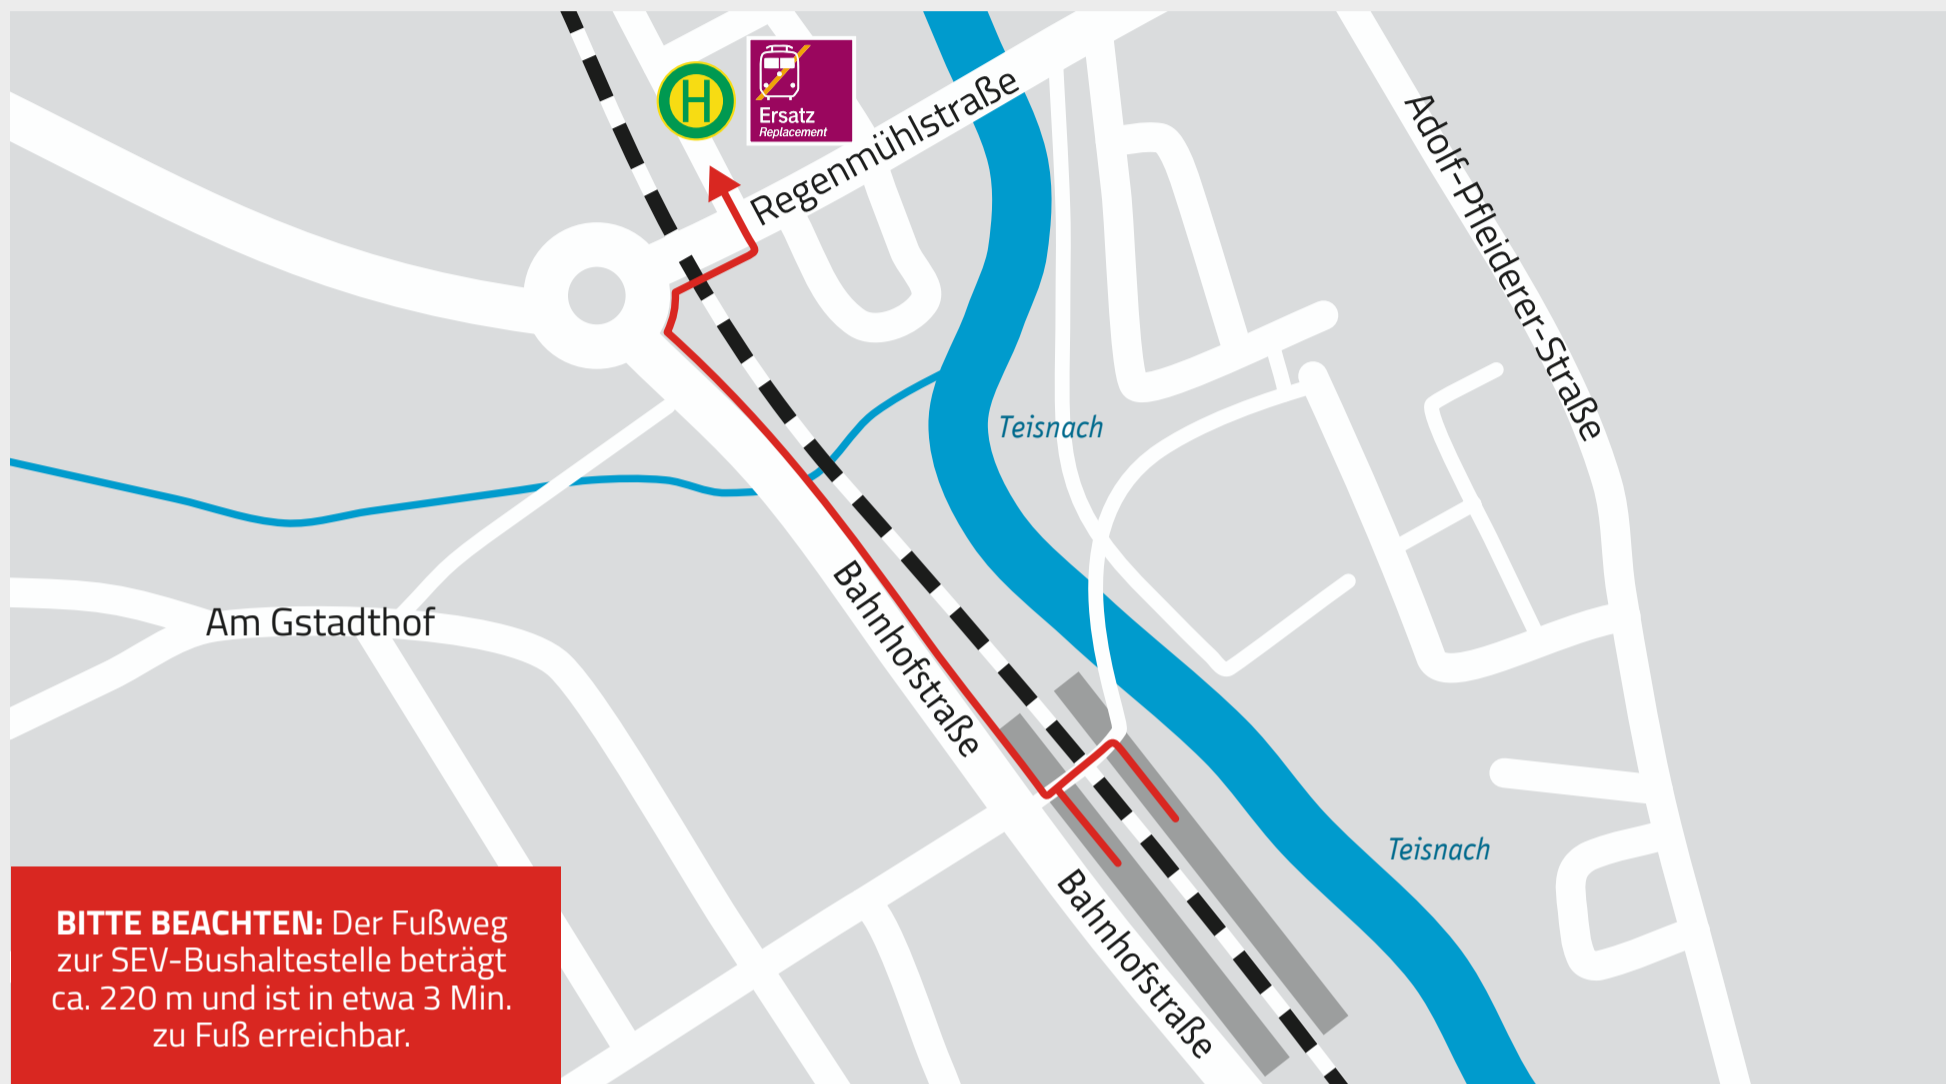 H
Ersatz
Replacement
Regenmühlstraße
Adolf-Pfleiderer-Straße
Teisnach
Bahnhofstraße
Am Gstadthof
Teisnach
Bahnhofstraße
BITTE BEACHTEN: Der Fußweg
zur SEV-Bushaltestelle beträgt
ca. 220 m und ist in etwa 3 Min.
zu Fuß erreichbar.